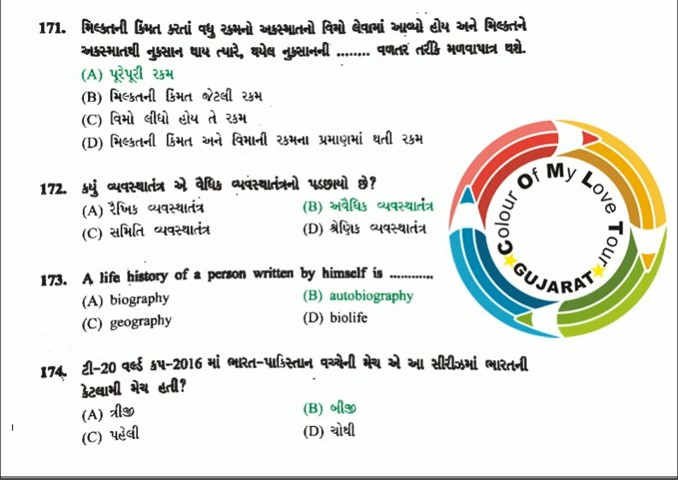 171. મિલ્કતની કિંમત કરતાં વધુ રકમનો અકસ્માતનો વિમો લેવામાં આવ્યો હોય અને મિલ્કતને
અકસ્માતથી નુકસાન થાય ત્યારે, થયેલ નુકસાનની ........ વળતર તરીકે મળવાપાત્ર થશે.
(A) પૂરેપૂરી રકમ
(B) મિલ્કતની કિંમત જેટલી રકમ
(C) વિમો લીધો હોય તે રકમ
(D) મિલ્કતની કિંમત અને વિમાની રકમના પ્રમાણમાં થતી રકમ
172. કયું વ્યવસ્થાતંત્ર એ વૈધિક વ્યવસ્થાતંત્રનો પડછાયો છે?
(A) રૈખિક વ્યવસ્થાતંત્ર (B) અવૈધિક વ્યવસ્થાતંત્ર
(C) સમિતિ વ્યવસ્થાતંત્ર (D) શ્રેણિક વ્યવસ્થાતંત્ર
173. A life history of a person written by himself is ............
(A) biography (B) autobiography
(C) geography (D) biolife
174. ટી-20 વર્લ્ડ કપ-2016 માં ભારત-પાકિસ્તાન વચ્ચેની મેચ એ આ સીરીઝમાં ભારતની
કેટલામી મેચ હતી?
(A) ત્રીજી (B) બીજી
(C) પહેલી (D) ચોથી
Colour Of My Love Tour
GUJARAT